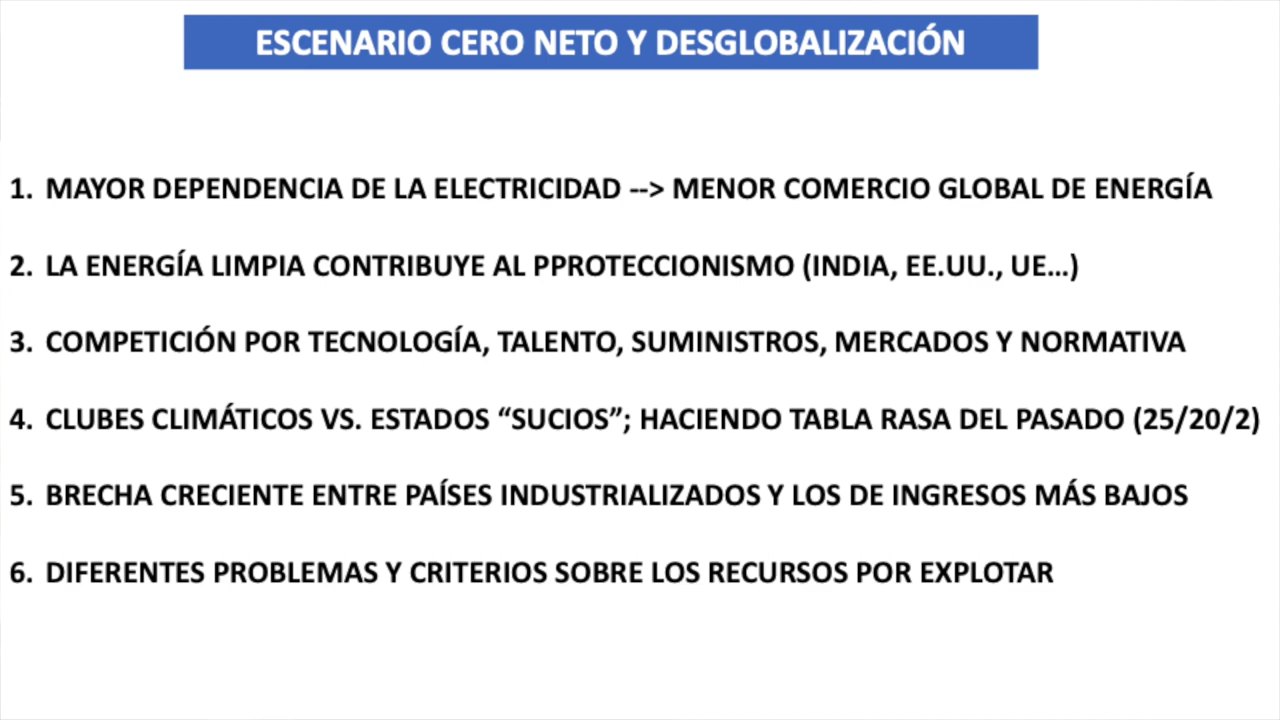 ESCENARIO CERO NETO Y DESGLOBALIZACIÓN
1. MAYOR DEPENDENCIA DE LA ELECTRICIDAD --> MENOR COMERCIO GLOBAL DE ENERGÍA
2. LA ENERGÍA LIMPIA CONTRIBUYE AL PPROTECCIONISMO (INDIA, EE.UU., UE...)
3. COMPETICIÓN POR TECNOLOGÍA, TALENTO, SUMINISTROS, MERCADOS Y NORMATIVA
4. CLUBES CLIMÁTICOS VS. ESTADOS “SUCIOS”; HACIENDO TABLA RASA DEL PASADO (25/20/2)
5. BRECHA CRECIENTE ENTRE PAÍSES INDUSTRIALIZADOS Y LOS DE INGRESOS MÁS BAJOS
6. DIFERENTES PROBLEMAS Y CRITERIOS SOBRE LOS RECURSOS POR EXPLOTAR